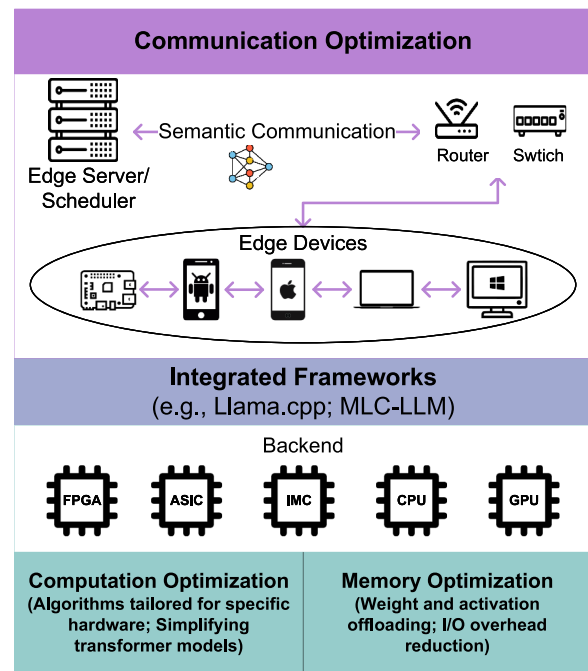 Communication Optimization
Semantic Communication
Edge Server/
Scheduler
Router
Swtich
Edge Devices
Integrated Frameworks
(e.g., Llama.cpp; MLC-LLM)
Backend
FPGA
ASIC
IMC
CPU
GPU
Computation Optimization
(Algorithms tailored for specific
hardware; Simplifying
transformer models)
Memory Optimization
(Weight and activation
offloading; I/O overhead
reduction)